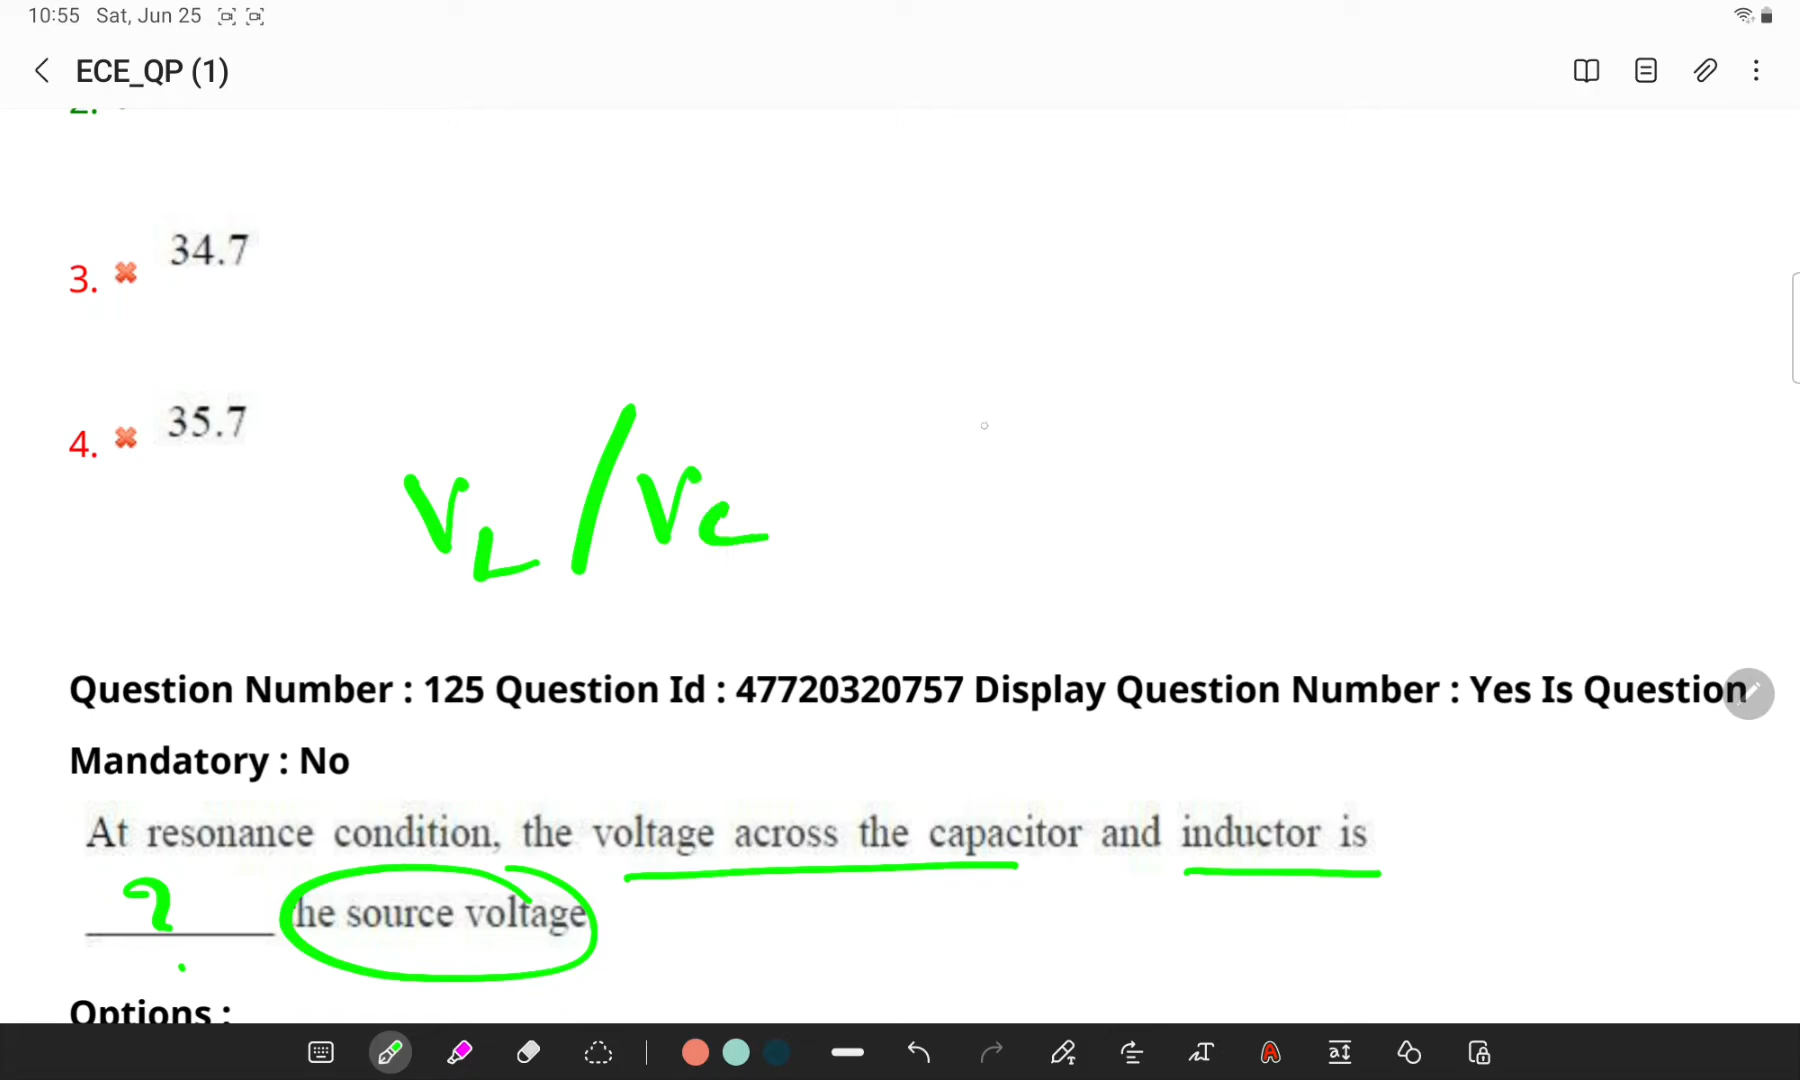 10:55 Sat, Jun 25
ECE_QP (1)
2.
34.7
3.
35.7
4.
VL / Vc
Question Number : 125 Question Id : 47720320757 Display Question Number : Yes Is Question
Mandatory : No
At resonance condition, the voltage across the capacitor and inductor is
? the source voltage
Options :